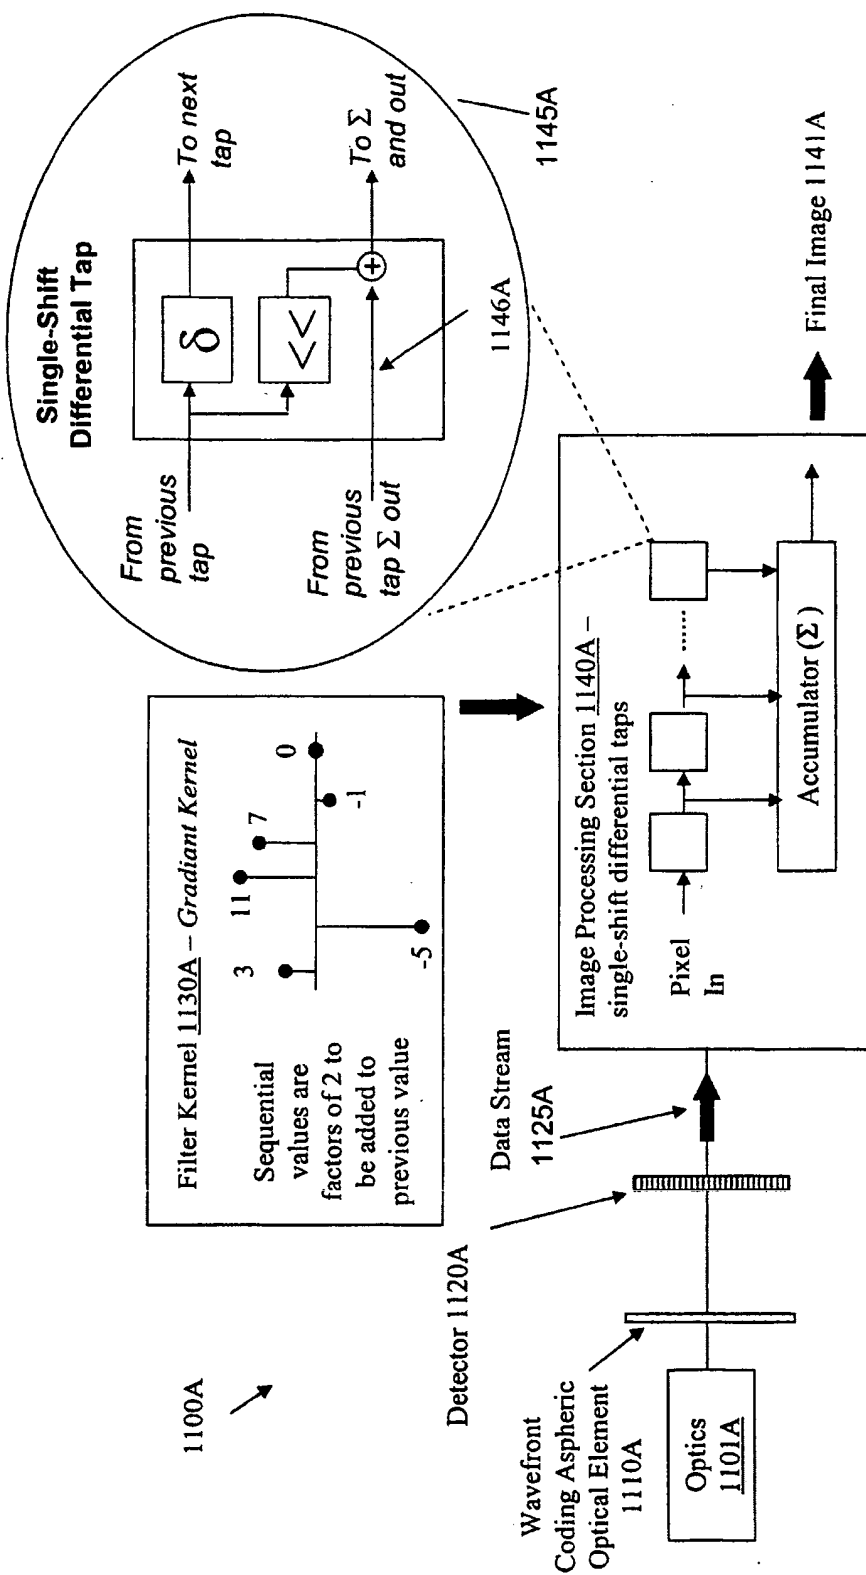 1100A
Filter Kernel 1130A – Gradiant Kernel
Sequential
values are
factors of 2 to
be added to
previous value
3
-5
11
7
-1
0
Single-Shift
Differential Tap
From
previous
tap
δ
To next
tap
<<
From
previous
tap Σ out
+
To Σ
and out
1146A
1145A
Wavefront
Coding Aspheric
Optical Element
1110A
Optics
1101A
Detector 1120A
Data Stream
1125A
Image Processing Section 1140A –
single-shift differential taps
Pixel
In
........
Accumulator (Σ)
Final Image 1141A